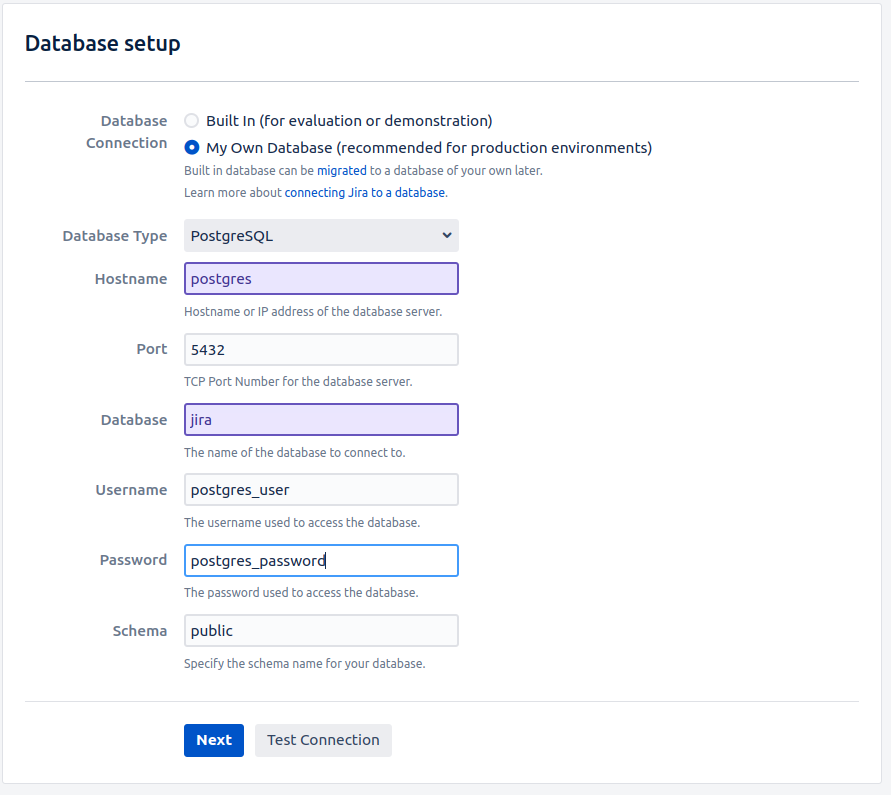 Database setup
Database Connection
Built In (for evaluation or demonstration)
My Own Database (recommended for production environments)
Built in database can be migrated to a database of your own later.
Learn more about connecting Jira to a database.
Database Type
PostgreSQL
Hostname
postgres
Hostname or IP address of the database server.
Port
5432
TCP Port Number for the database server.
Database
jira
The name of the database to connect to.
Username
postgres_user
The username used to access the database.
Password
postgres_password
The password used to access the database.
Schema
public
Specify the schema name for your database.
Next
Test Connection